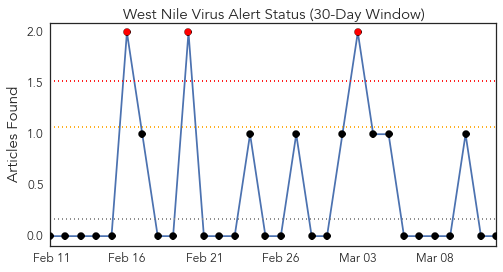 West Nile Virus Alert Status (30-Day Window)
Articles Found
2.0
1.5
1.0
0.5
0.0
Feb 11
Feb 16
Feb 21
Feb 26
Mar 03
Mar 08